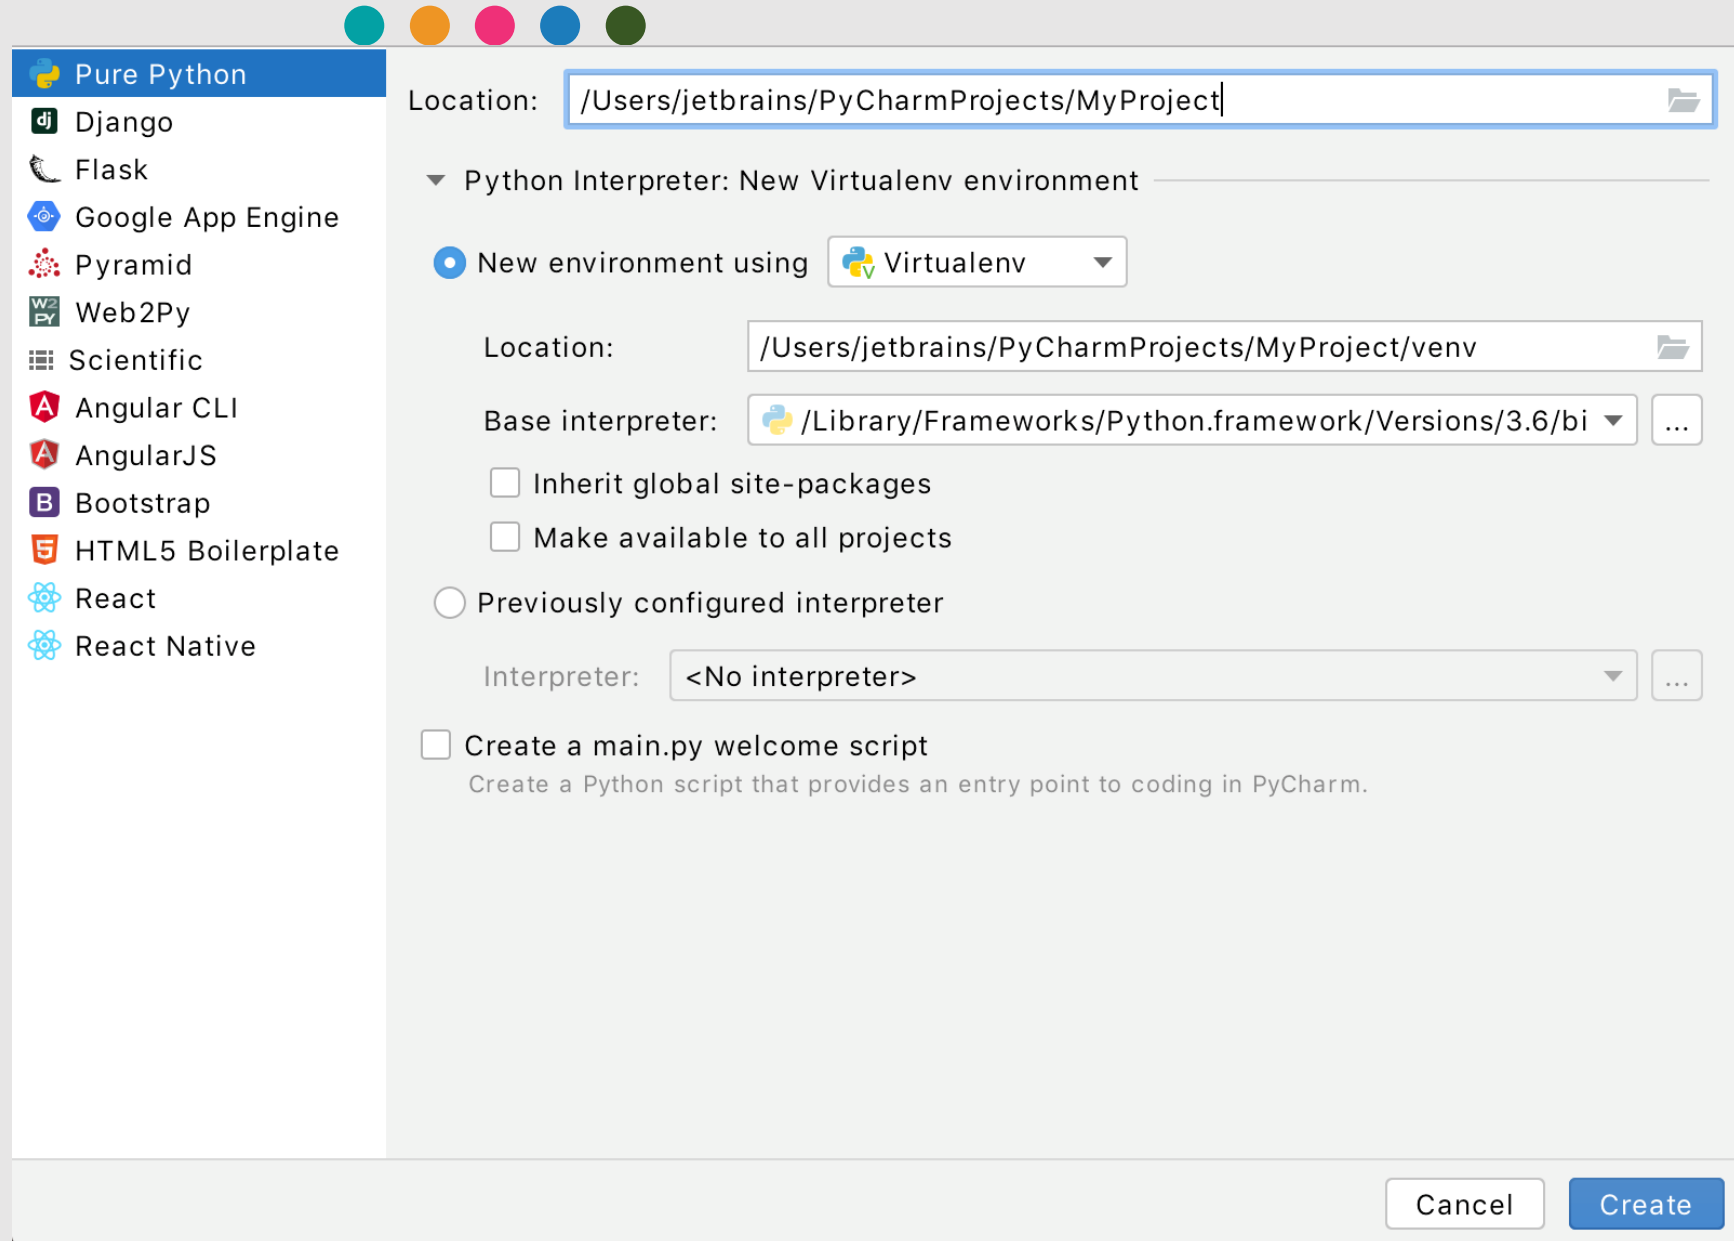 Pure Python
Django
Flask
Google App Engine
Pyramid
Web2Py
Scientific
Angular CLI
AngularJS
Bootstrap
HTML5 Boilerplate
React
React Native
Location: /Users/jetbrains/PyCharmProjects/MyProject
Python Interpreter: New Virtualenv environment
New environment using Virtualenv
Location: /Users/jetbrains/PyCharmProjects/MyProject/venv
Base interpreter: /Library/Frameworks/Python.framework/Versions/3.6/bi ...
Inherit global site-packages
Make available to all projects
Previously configured interpreter
Interpreter: <No interpreter> ...
Create a main.py welcome script
Create a Python script that provides an entry point to coding in PyCharm.
Cancel Create